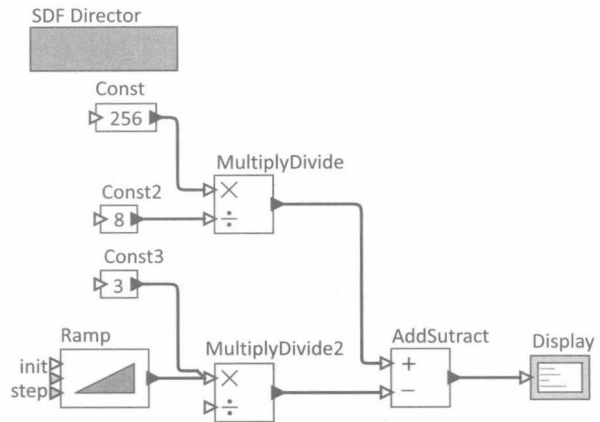 SDF Director
Const
256
MultiplyDivide
×
÷
Const2
8
Const3
3
Ramp
init
step
MultiplyDivide2
×
÷
AddSutract
+
−
Display